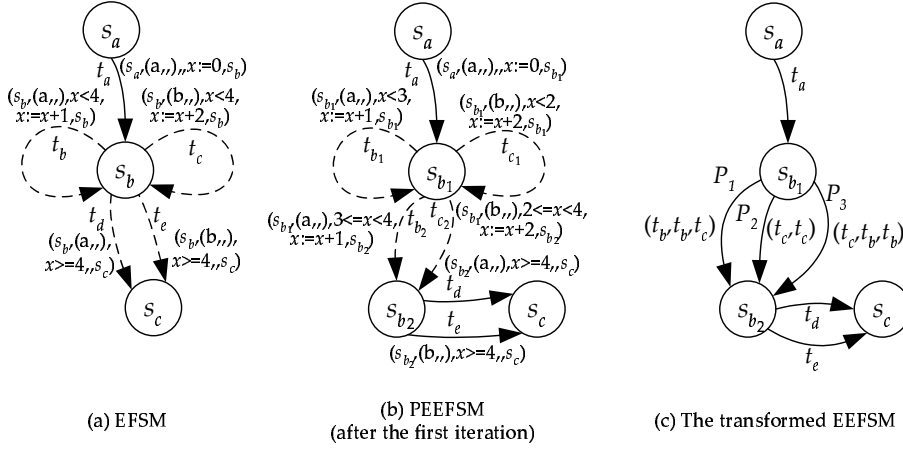 s_a
t_a
(s_a,(a,,),,x:=0,s_b)
(s_b,(a,,),x<4,
x:=x+1,s_b)
(s_b,(b,,),x<4,
x:=x+2,s_b)
t_b
t_c
s_b
t_d
t_e
(s_b,(a,,),
x>=4,,s_c)
(s_b,(b,,),
x>=4,,s_c)
s_c
(a) EFSM
s_a
t_a
(s_a,(a,,),,x:=0,s_b1)
(s_b1,(a,,),x<3,
x:=x+1,s_b1)
(s_b1,(b,,),x<2,
x:=x+2,s_b1)
t_b1
t_c1
s_b1
(s_b1,(a,,),3<=x<4,
x:=x+1,s_b2)
t_b2
t_c2
(s_b1,(b,,),2<=x<4,
x:=x+2,s_b2)
(s_b2,(a,,),x>=4,,s_c)
t_d
s_b2
s_c
t_e
(s_b2,(b,,),x>=4,,s_c)
(b) PEEFSM
(after the first iteration)
s_a
t_a
s_b1
P_1
P_2
P_3
(t_b,t_b,t_c)
(t_c,t_c)
(t_c,t_b,t_b)
s_b2
t_d
s_c
t_e
(c) The transformed EEFSM